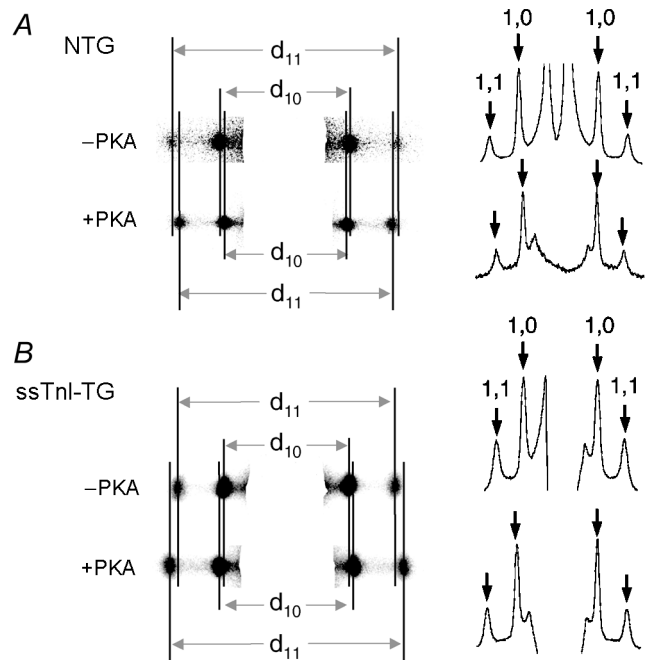 A
NTG
d11
d10
–PKA
+PKA
d10
d11
1,0 1,0
1,1 1,1
B
ssTnI-TG
d11
d10
–PKA
+PKA
d10
d11
1,0 1,0
1,1 1,1